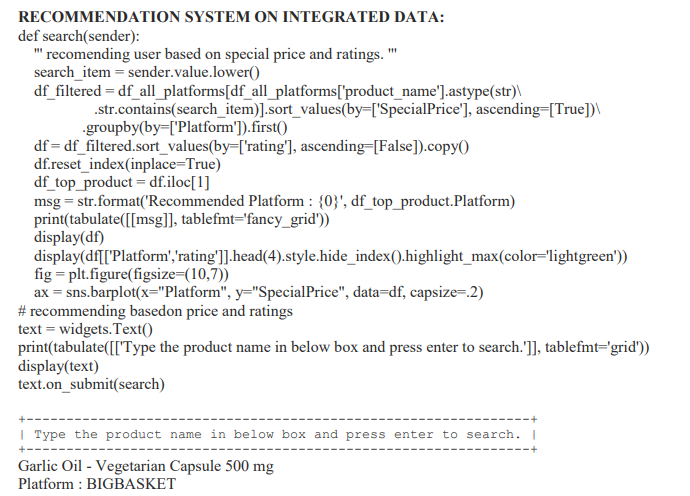 RECOMMENDATION SYSTEM ON INTEGRATED DATA:
def search(sender):
''' recomending user based on special price and ratings. '''
search_item = sender.value.lower()
df_filtered = df_all_platforms[df_all_platforms['product_name'].astype(str)\
.str.contains(search_item)].sort_values(by=['SpecialPrice'], ascending=[True])\
.groupby(by=['Platform']).first()
df = df_filtered.sort_values(by=['rating'], ascending=[False]).copy()
df.reset_index(inplace=True)
df_top_product = df.iloc[1]
msg = str.format('Recommended Platform : {0}', df_top_product.Platform)
print(tabulate([[msg]], tablefmt='fancy_grid'))
display(df)
display(df[['Platform','rating']].head(4).style.hide_index().highlight_max(color='lightgreen'))
fig = plt.figure(figsize=(10,7))
ax = sns.barplot(x="Platform", y="SpecialPrice", data=df, capsize=.2)
# recommending basedon price and ratings
text = widgets.Text()
print(tabulate([['Type the product name in below box and press enter to search.']], tablefmt='grid'))
display(text)
text.on_submit(search)
+---------------------------------------------------------------+
| Type the product name in below box and press enter to search. |
+---------------------------------------------------------------+
Garlic Oil - Vegetarian Capsule 500 mg
Platform : BIGBASKET